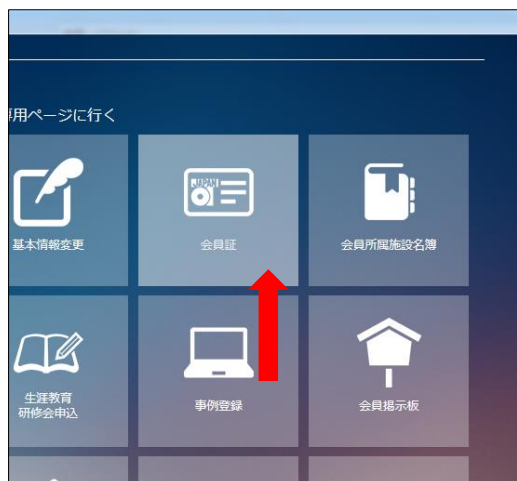 専用ページに行く
基本情報変更
JAPAN
会員証
会員所属施設名簿
生涯教育
研修会申込
事例登録
会員掲示板